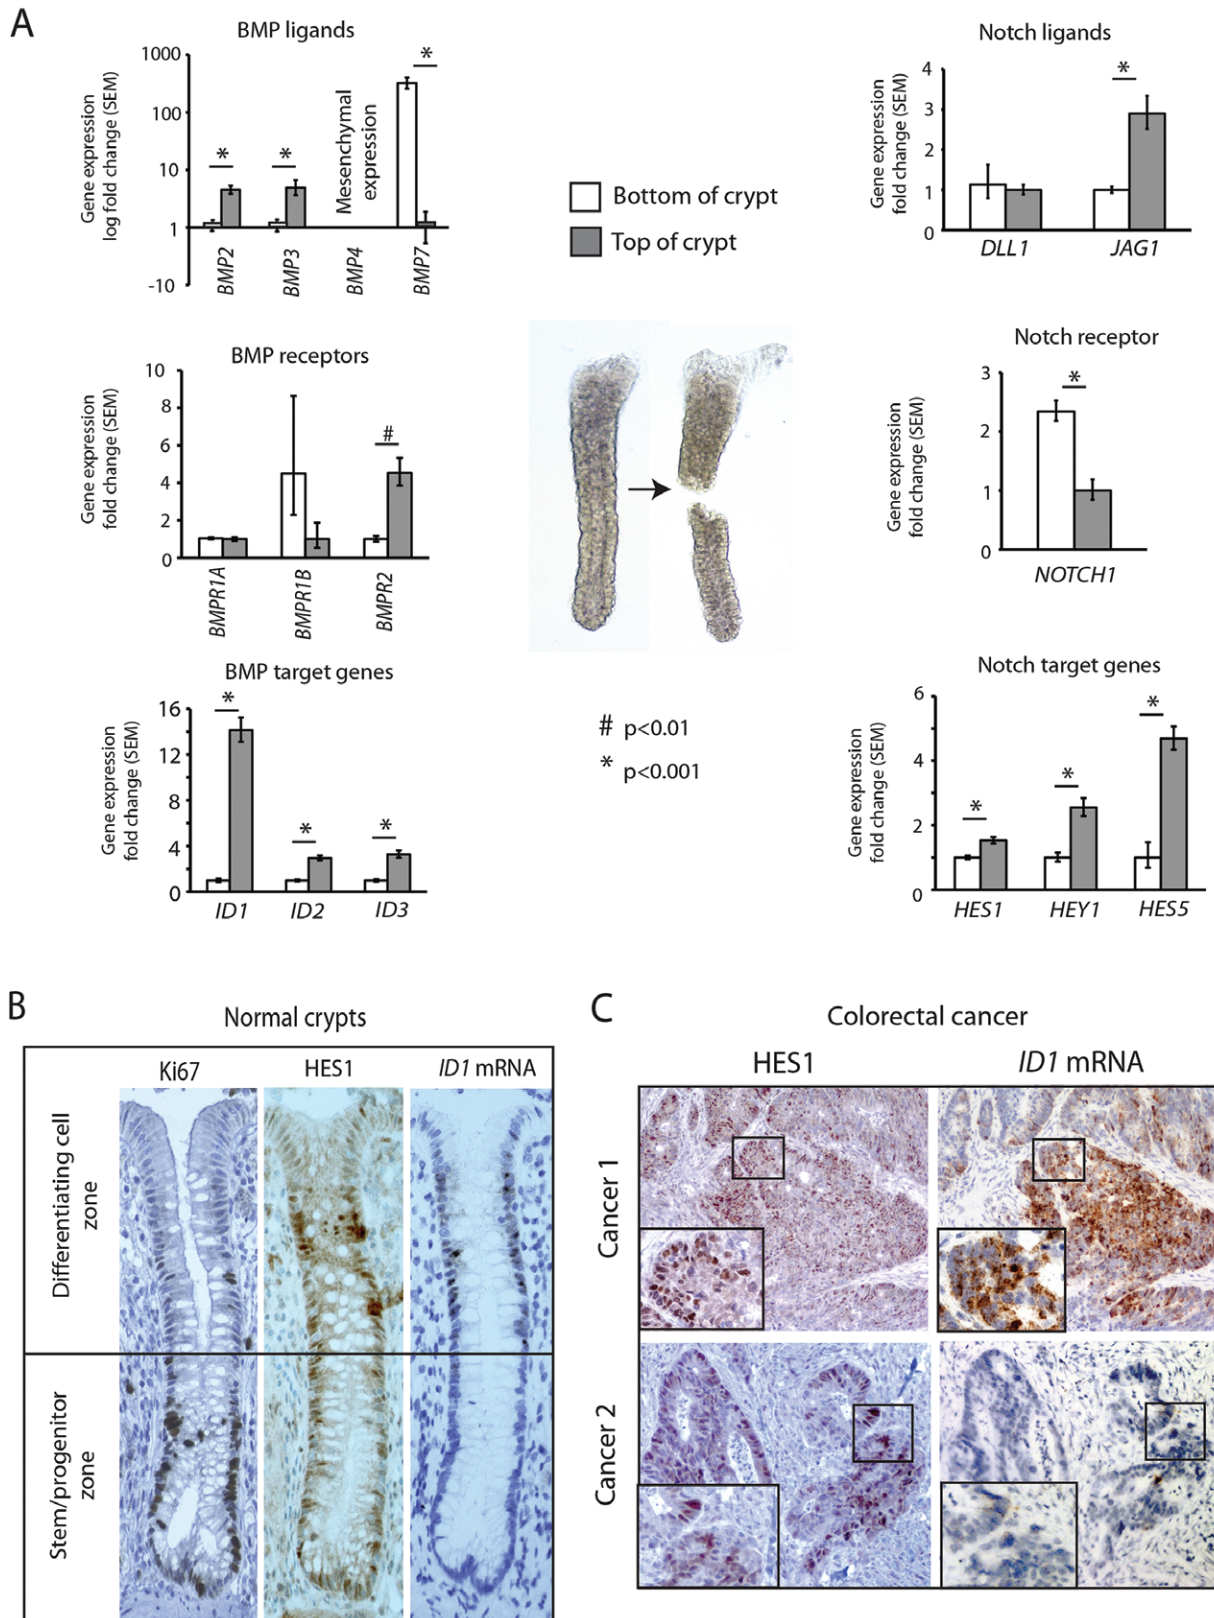 A
BMP ligands
Gene expression
log fold change (SEM)
1000
100
10
1
-10
*
*
Mesenchymal
expression
*
BMP2
BMP3
BMP4
BMP7
Bottom of crypt
Top of crypt
Notch ligands
Gene expression
fold change (SEM)
4
3
2
1
0
*
DLL1
JAG1
BMP receptors
Gene expression
fold change (SEM)
10
8
6
4
2
0
#
BMPR1A
BMPR1B
BMPR2
Notch receptor
Gene expression
fold change (SEM)
3
2
1
0
*
NOTCH1
BMP target genes
Gene expression
fold change (SEM)
16
12
8
4
0
*
*
*
ID1
ID2
ID3
# p<0.01
* p<0.001
Notch target genes
Gene expression
fold change (SEM)
6
4
2
0
*
*
*
HES1
HEY1
HES5
B
Normal crypts
Ki67
HES1
ID1 mRNA
Differentiating cell
zone
Stem/progenitor
zone
C
Colorectal cancer
HES1
ID1 mRNA
Cancer 1
Cancer 2